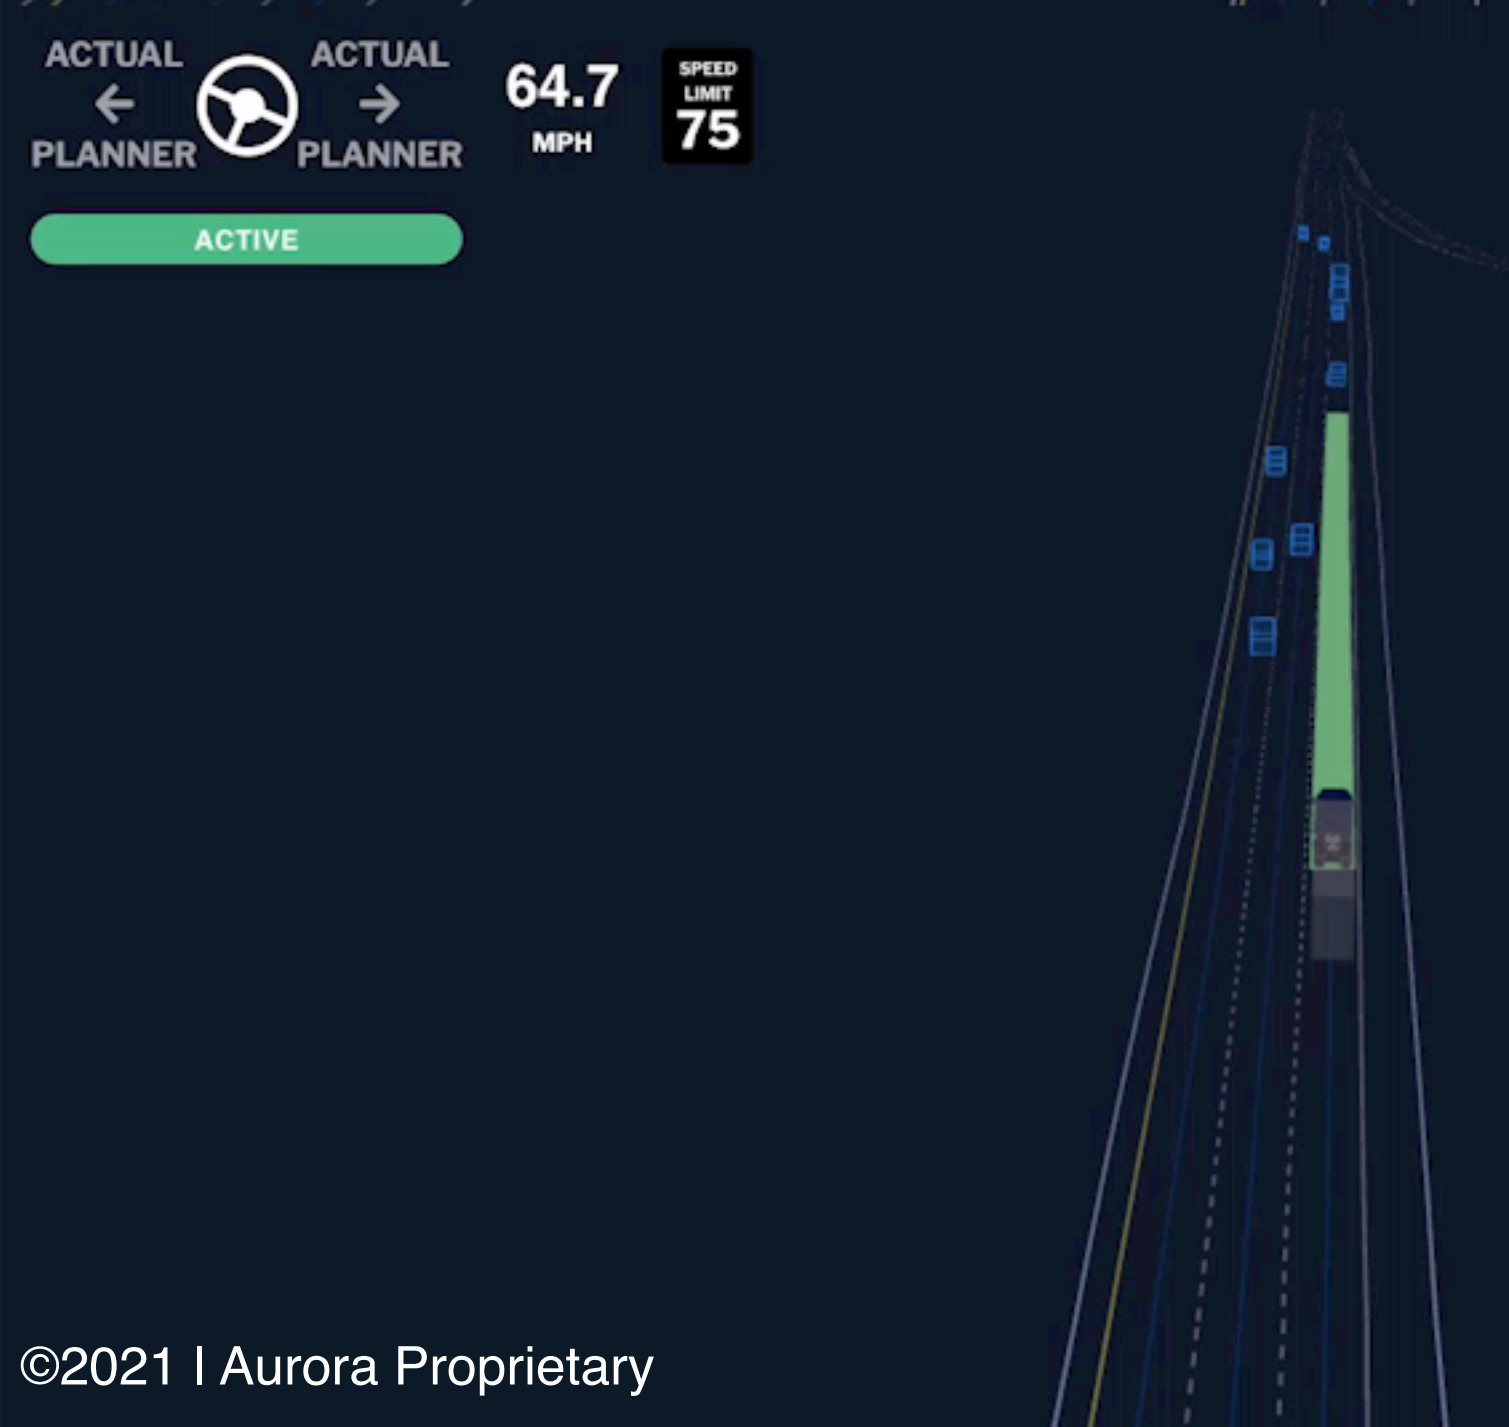 ACTUAL
ACTUAL
PLANNER
PLANNER
64.7
MPH
SPEED
LIMIT
75
ACTIVE
©2021 | Aurora Proprietary